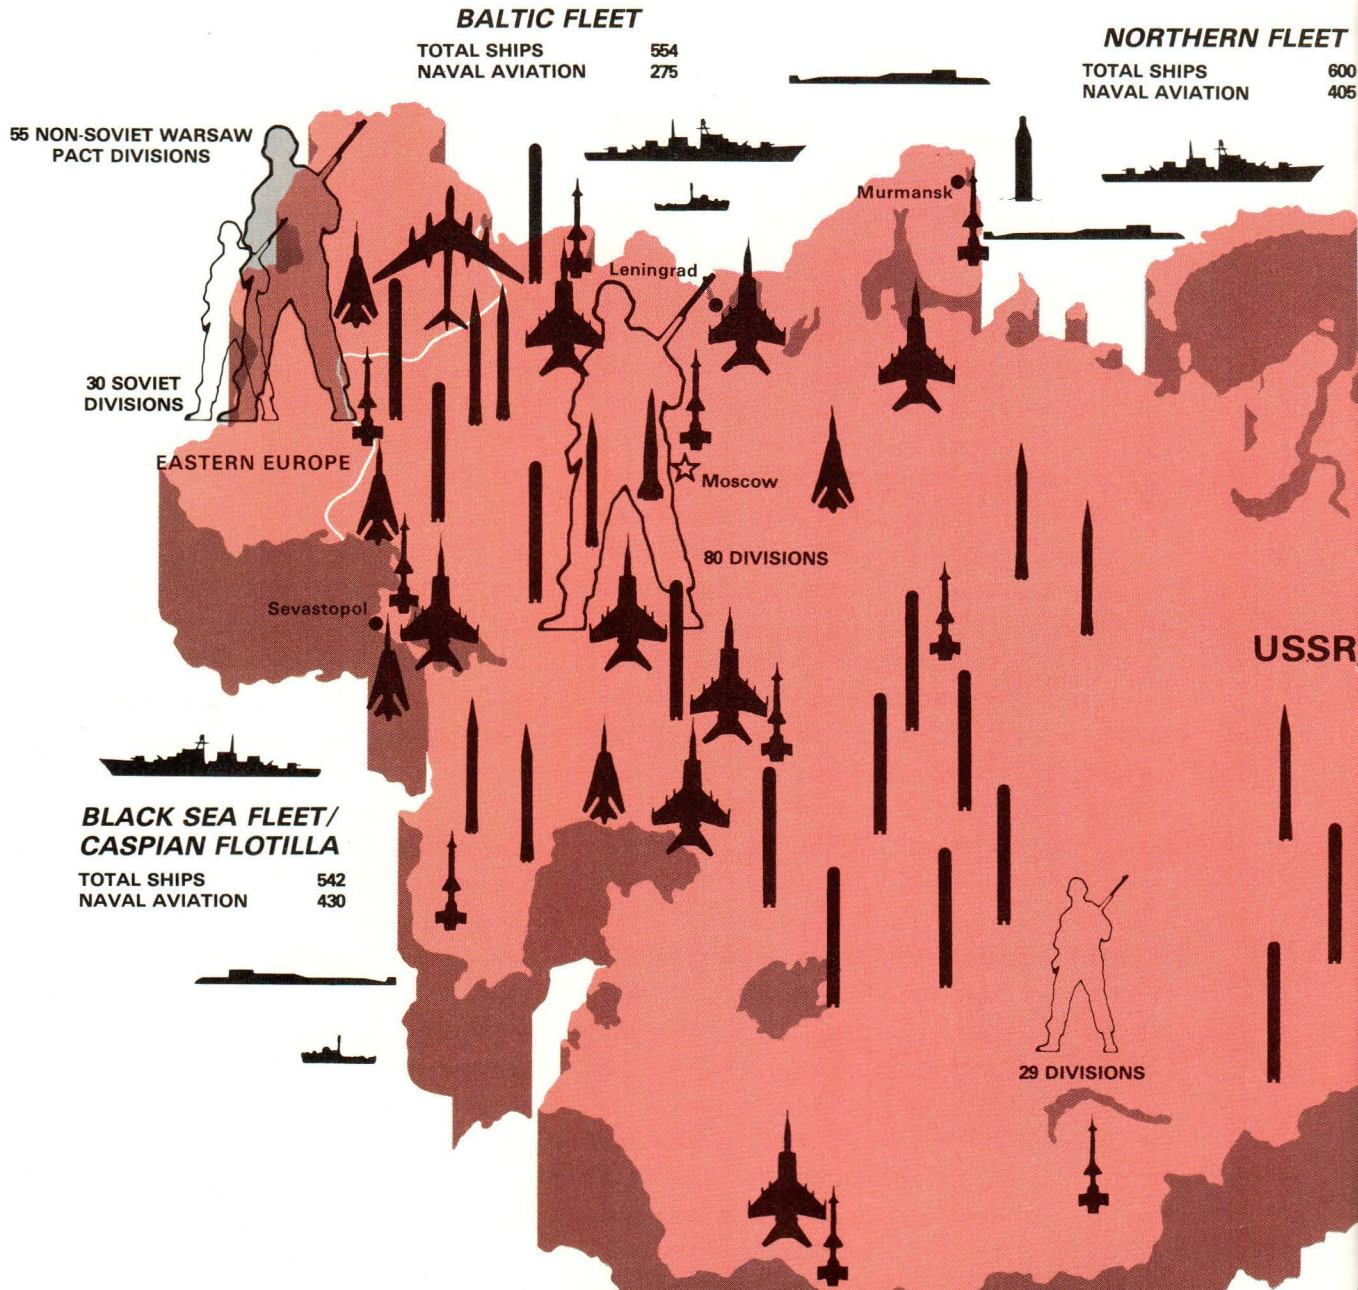 BALTIC FLEET
TOTAL SHIPS 554
NAVAL AVIATION 275
NORTHERN FLEET
TOTAL SHIPS 600
NAVAL AVIATION 405
55 NON-SOVIET WARSAW
PACT DIVISIONS
Murmansk
Leningrad
30 SOVIET
DIVISIONS
EASTERN EUROPE
Moscow
80 DIVISIONS
Sevastopol
USSR
BLACK SEA FLEET/
CASPIAN FLOTILLA
TOTAL SHIPS 542
NAVAL AVIATION 430
29 DIVISIONS